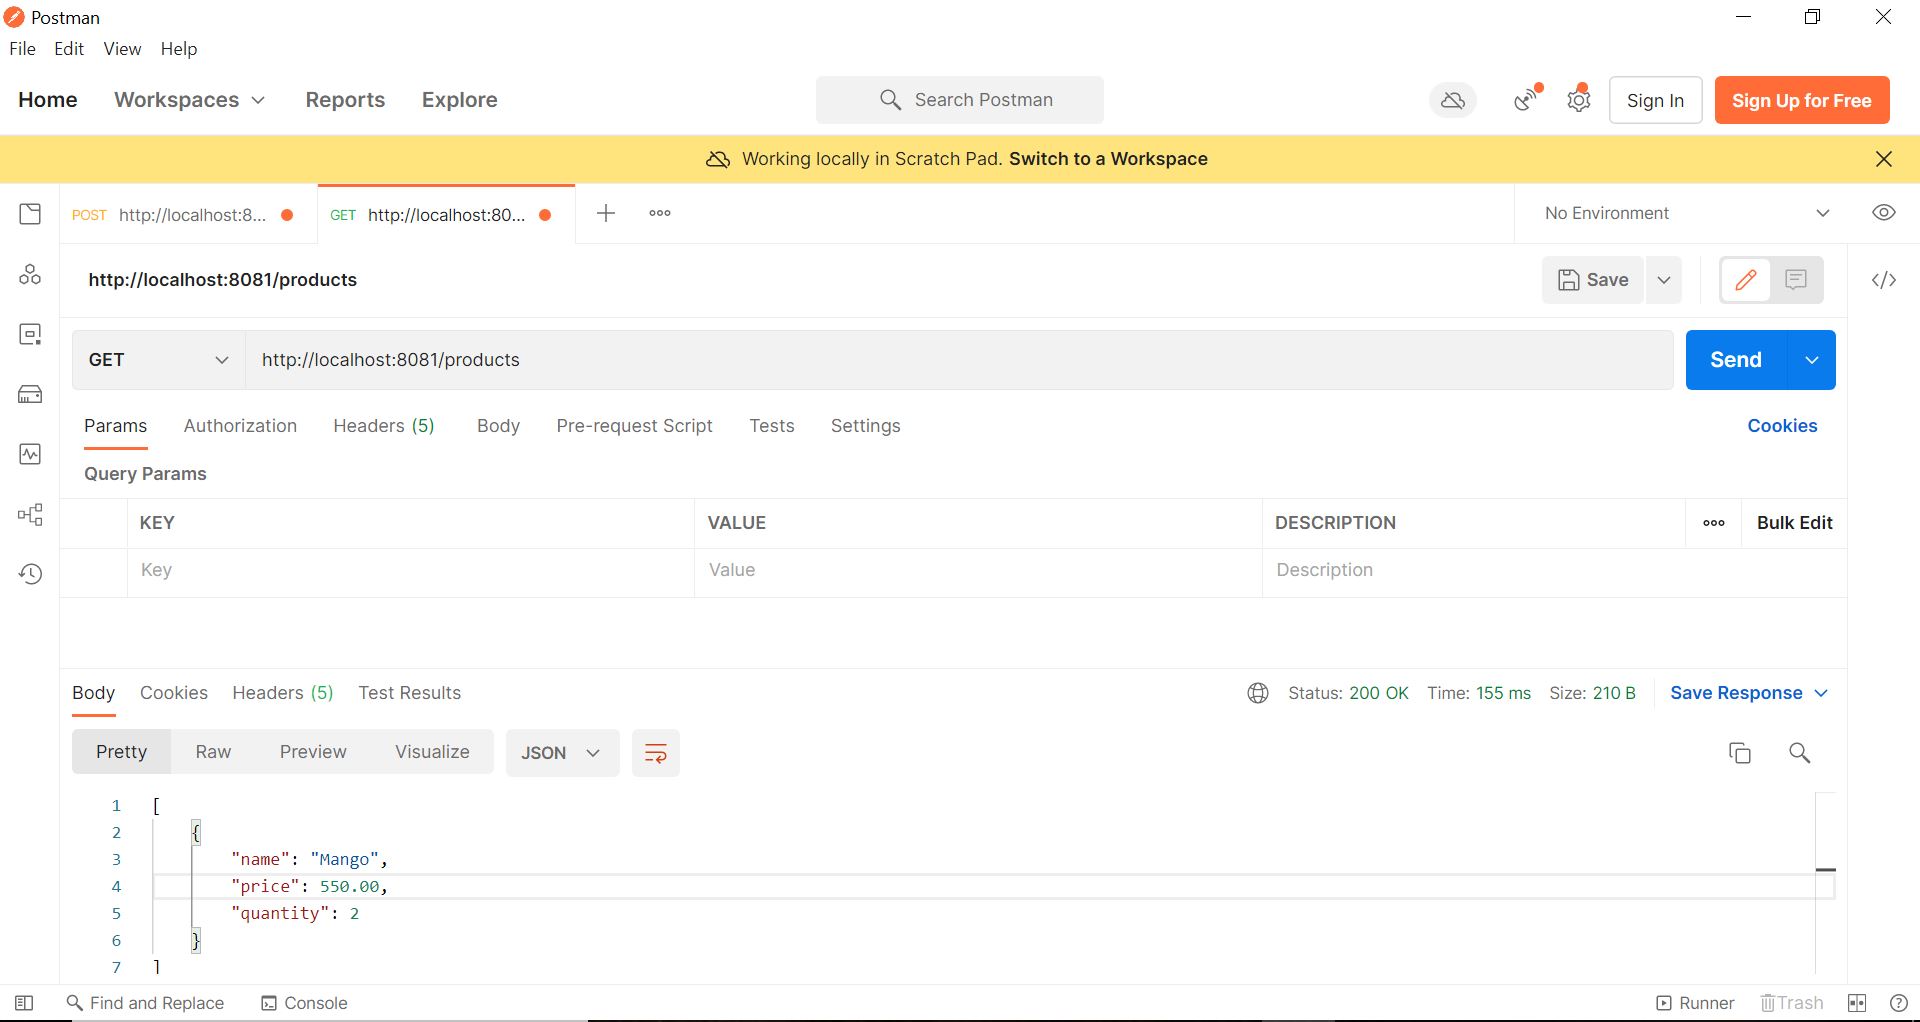 Postman
File Edit View Help
Home Workspaces Reports Explore Search Postman Sign In Sign Up for Free
Working locally in Scratch Pad. Switch to a Workspace
POST http://localhost:8... GET http://localhost:80... No Environment
http://localhost:8081/products Save
GET http://localhost:8081/products Send
Params Authorization Headers (5) Body Pre-request Script Tests Settings Cookies
Query Params
KEY VALUE DESCRIPTION Bulk Edit
Key Value Description
Body Cookies Headers (5) Test Results Status: 200 OK Time: 155 ms Size: 210 B Save Response
Pretty Raw Preview Visualize JSON
1 [
2 {
3 "name": "Mango",
4 "price": 550.00,
5 "quantity": 2
6 }
7 ]
Find and Replace Console Runner Trash